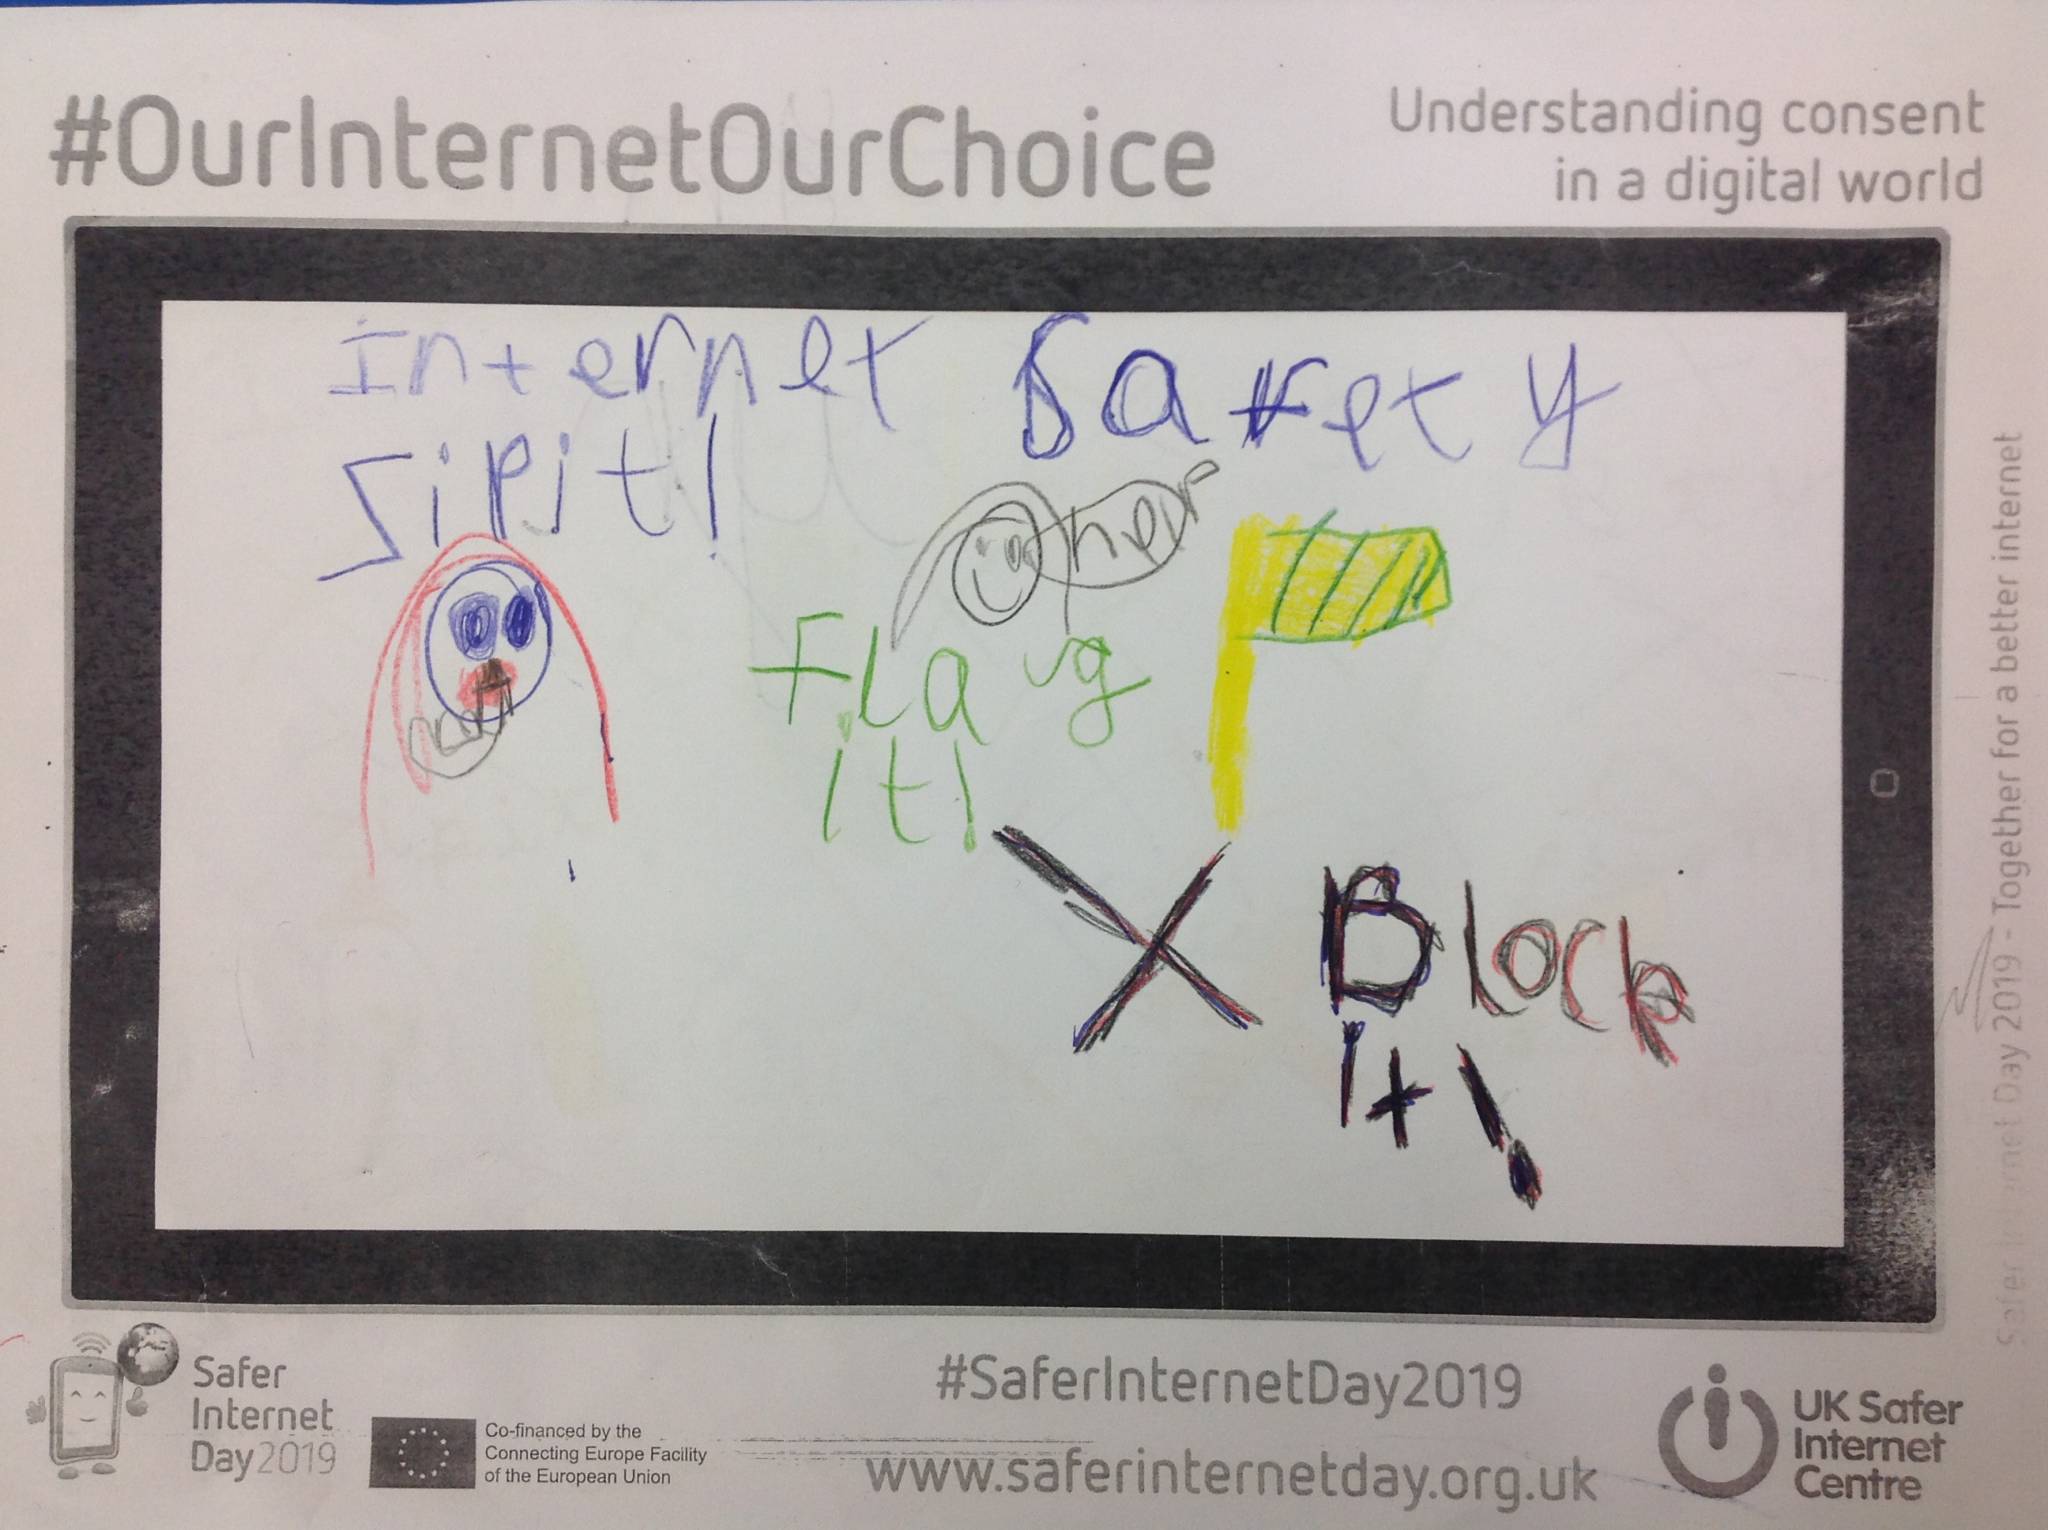 #OurInternetOurChoice
Understanding consent
in a digital world
Internet Safety
Zip it!
Flag
it!
Block
it!
Safer Internet Day 2019 - Together for a better internet
Safer
Internet
Day2019
Co-financed by the
Connecting Europe Facility
of the European Union
#SaferInternetDay2019
www.saferinternetday.org.uk
UK Safer
Internet
Centre